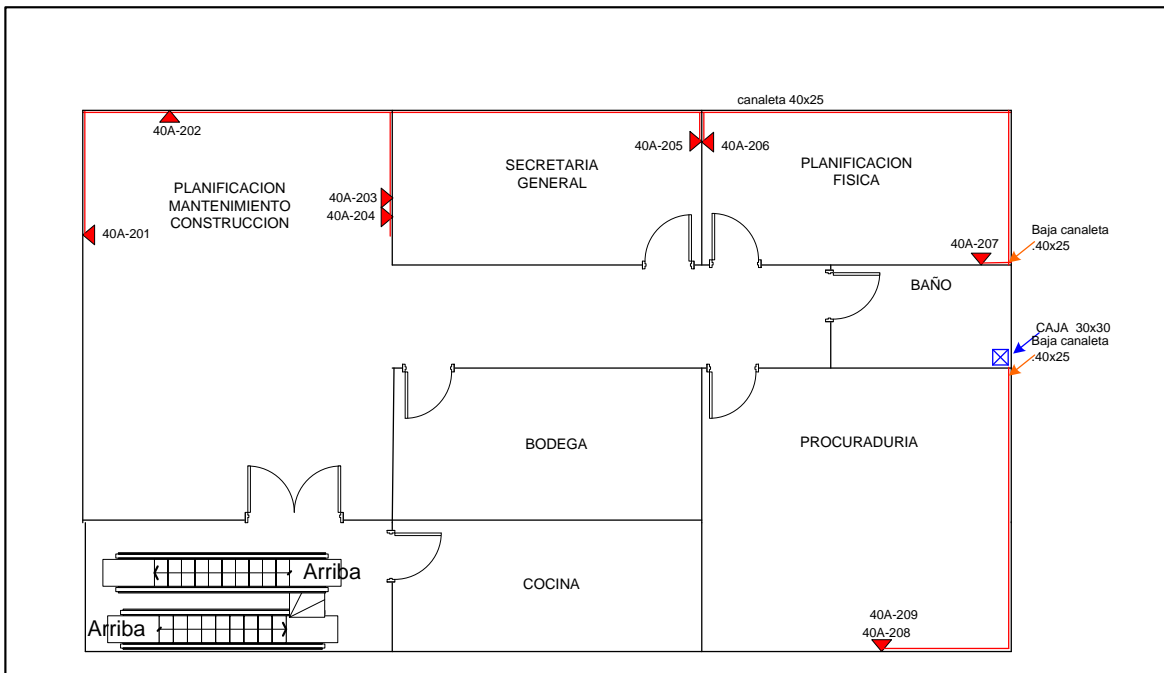 canaleta 40x25
40A-202
40A-205
40A-206
SECRETARIA
GENERAL
PLANIFICACION
FISICA
PLANIFICACION
MANTENIMIENTO
CONSTRUCCION
40A-203
40A-204
40A-201
40A-207
Baja canaleta
.40x25
BAÑO
CAJA 30x30
Baja canaleta
.40x25
BODEGA
PROCURADURIA
Arriba
COCINA
Arriba
40A-209
40A-208